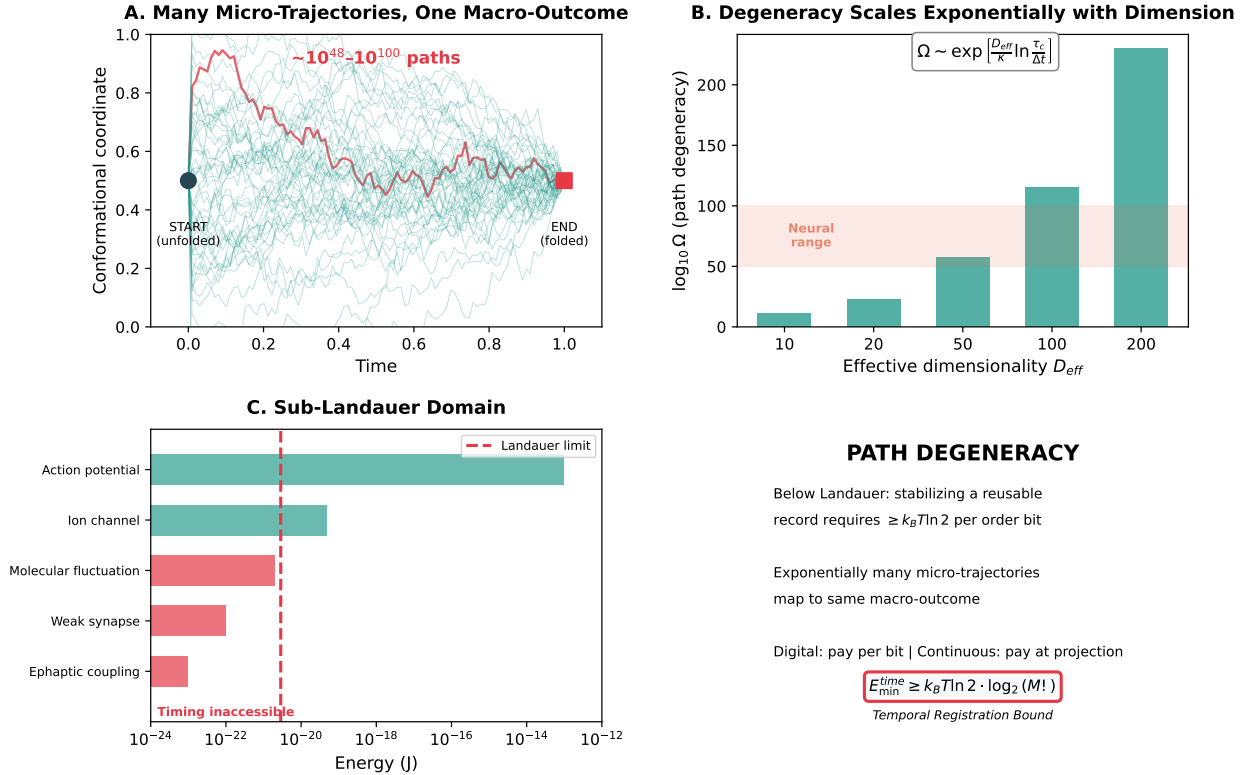 A. Many Micro-Trajectories, One Macro-Outcome
~10^48–10^100 paths
Conformational coordinate
1.0
0.8
0.6
0.4
0.2
0.0
START
(unfolded)
END
(folded)
0.0 0.2 0.4 0.6 0.8 1.0
Time
B. Degeneracy Scales Exponentially with Dimension
Ω ~ exp [D_eff/κ ln τ_c/Δt]
log₁₀ Ω (path degeneracy)
200
150
100
50
0
Neural
range
10 20 50 100 200
Effective dimensionality D_eff
C. Sub-Landauer Domain
Landauer limit
Action potential
Ion channel
Molecular fluctuation
Weak synapse
Ephaptic coupling
Timing inaccessible
10^−24 10^−22 10^−20 10^−18 10^−16 10^−14 10^−12
Energy (J)
PATH DEGENERACY
Below Landauer: stabilizing a reusable
record requires ≥ k_B T ln 2 per order bit
Exponentially many micro-trajectories
map to same macro-outcome
Digital: pay per bit | Continuous: pay at projection
E_min^time ≥ k_B T ln 2 · log₂ (M!)
Temporal Registration Bound